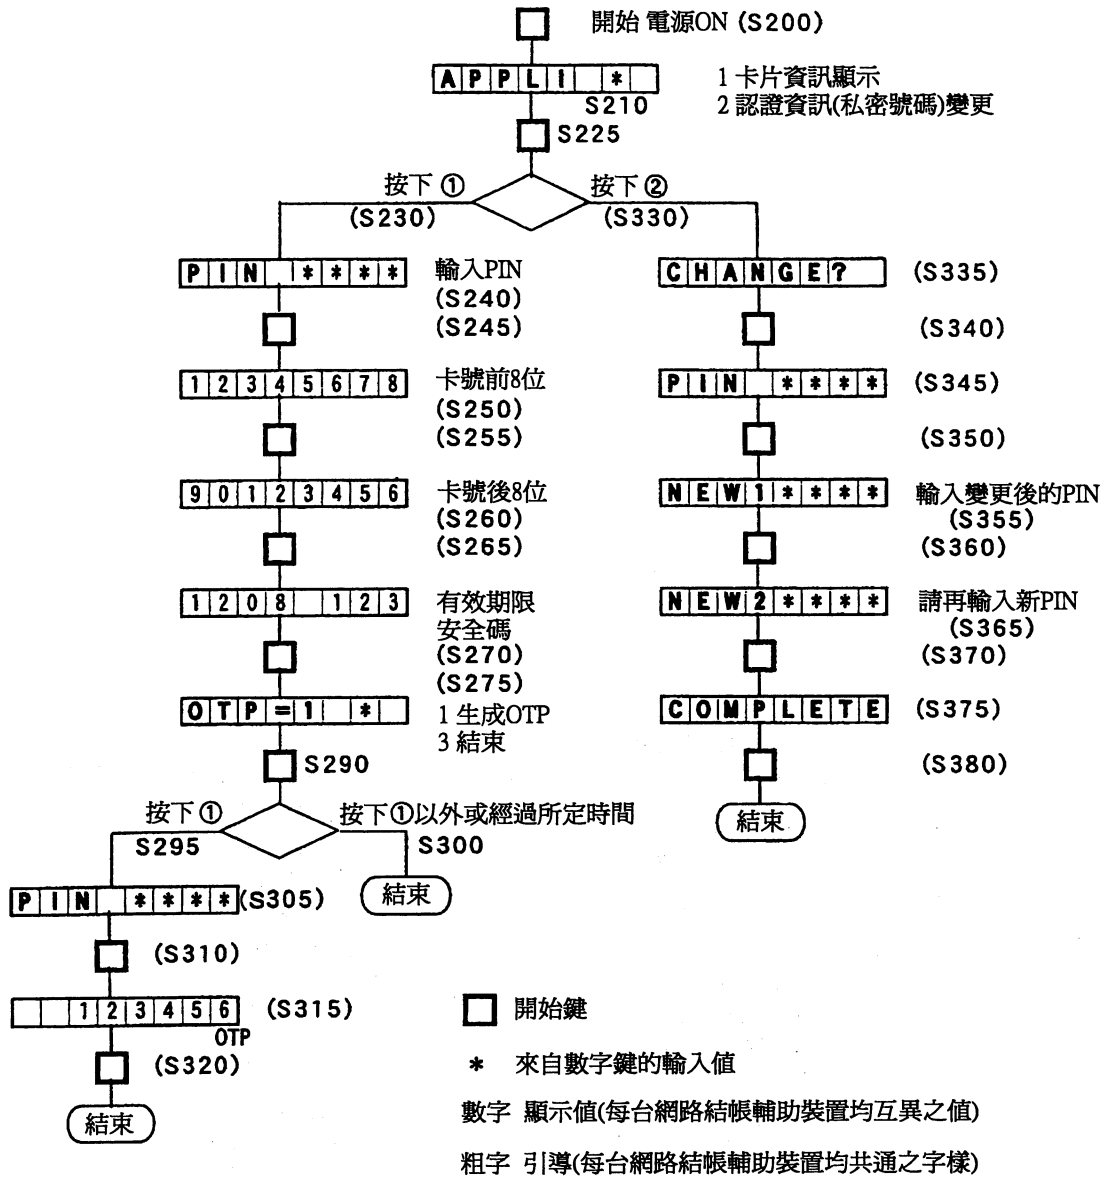 開始 電源ON (S200)
APPLI *
S210
1 卡片資訊顯示
2 認證資訊(私密號碼)變更
S225
按下①
(S230)
按下②
(S330)
PIN ****
輸入PIN
(S240)
(S245)
12345678
卡號前8位
(S250)
(S255)
90123456
卡號後8位
(S260)
(S265)
1208 123
有效期限
安全碼
(S270)
(S275)
OTP=1 *
1 生成OTP
3 結束
S290
按下①
S295
按下①以外或經過所定時間
S300
結束
PIN ****(S305)
(S310)
123456 (S315)
OTP
(S320)
結束
CHANGE? (S335)
(S340)
PIN **** (S345)
(S350)
NEW1**** 輸入變更後的PIN
(S355)
(S360)
NEW2**** 請再輸入新PIN
(S365)
(S370)
COMPLETE (S375)
(S380)
結束
開始鍵
* 來自數字鍵的輸入值
數字 顯示值(每台網路結帳輔助裝置均互異之值)
粗字 引導(每台網路結帳輔助裝置均共通之字樣)